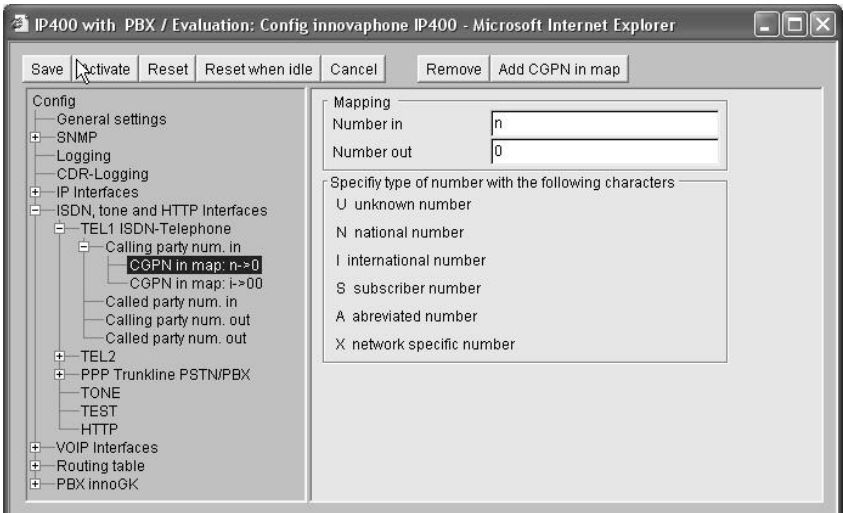 IP400 with PBX / Evaluation: Config innovaphone IP400 - Microsoft Internet Explorer
Save Activate Reset Reset when idle Cancel Remove Add CGPN in map
Config
General settings
SNMP
Logging
CDR-Logging
IP Interfaces
ISDN, tone and HTTP Interfaces
TEL1 ISDN-Telephone
Calling party num. in
CGPN in map: n->0
CGPN in map: i->00
Called party num. in
Calling party num. out
Called party num. out
TEL2
PPP Trunkline PSTN/PBX
TONE
TEST
HTTP
VOIP Interfaces
Routing table
PBX innoGK
Mapping
Number in n
Number out 0
Specifiy type of number with the following characters
U unknown number
N national number
I international number
S subscriber number
A abreviated number
X network specific number